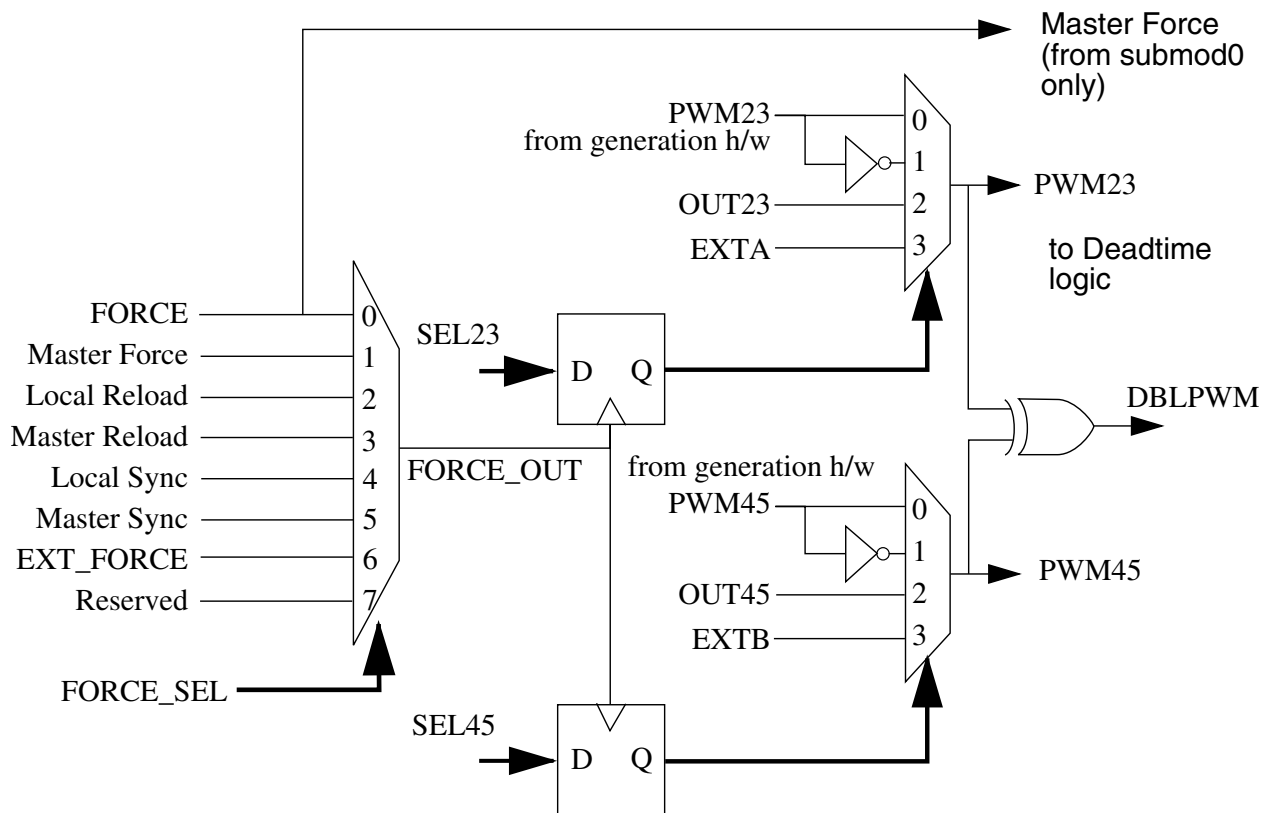 Master Force
(from submod0
only)
PWM23
from generation h/w
0
1
OUT23
2
EXTA
3
PWM23
to Deadtime
logic
FORCE
0
Master Force
1
Local Reload
2
Master Reload
3
Local Sync
4
Master Sync
5
EXT_FORCE
6
Reserved
7
FORCE_SEL
FORCE_OUT
SEL23
D
Q
DBLPWM
from generation h/w
PWM45
0
1
OUT45
2
EXTB
3
PWM45
SEL45
D
Q